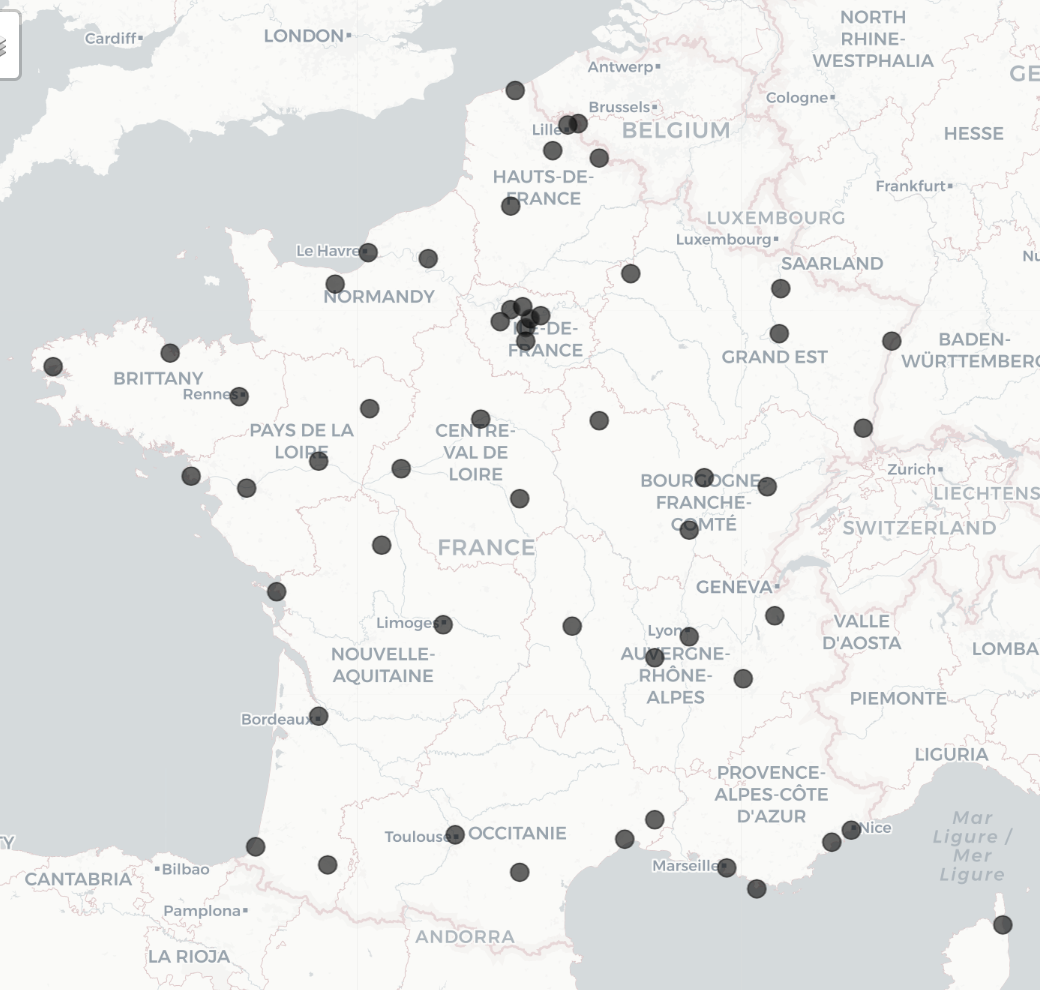 Cardiff
LONDON
NORTH
RHINE-
WESTPHALIA
Antwerp
GE
Cologne
Brussels
Lille
BELGIUM
HESSE
HAUTS-DE-
FRANCE
Frankfurt
LUXEMBOURG
Luxembourg
Le Havre
SAARLAND
Nu
NORMANDY
ÎLE-DE-
FRANCE
GRAND EST
BADEN-
WÜRTTEMBERG
BRITTANY
Rennes
PAYS DE LA
LOIRE
CENTRE-
VAL DE
LOIRE
Zurich
BOURGOGNE-
FRANCHE-
COMTÉ
LIECHTENS
SWITZERLAND
FRANCE
GENEVA
Limoges
Lyon
VALLE
D'AOSTA
LOMBA
NOUVELLE-
AQUITAINE
AUVERGNE-
RHÔNE-
ALPES
PIEMONTE
Bordeaux
LIGURIA
PROVENCE-
ALPES-CÔTE
D'AZUR
Mar
Ligure /
Mer
Ligure
Nice
Toulouse
OCCITANIE
TY
Bilbao
Marseille
CANTABRIA
Pamplona
ANDORRA
LA RIOJA